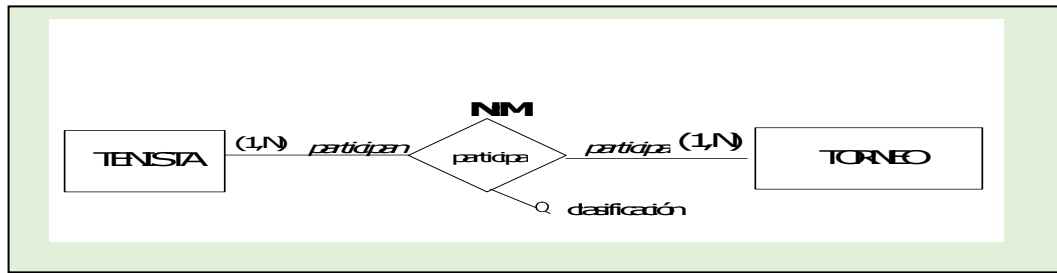 N:M
TENISTA (1,N) participan participa participa (1,N) TORNEO
clasificación